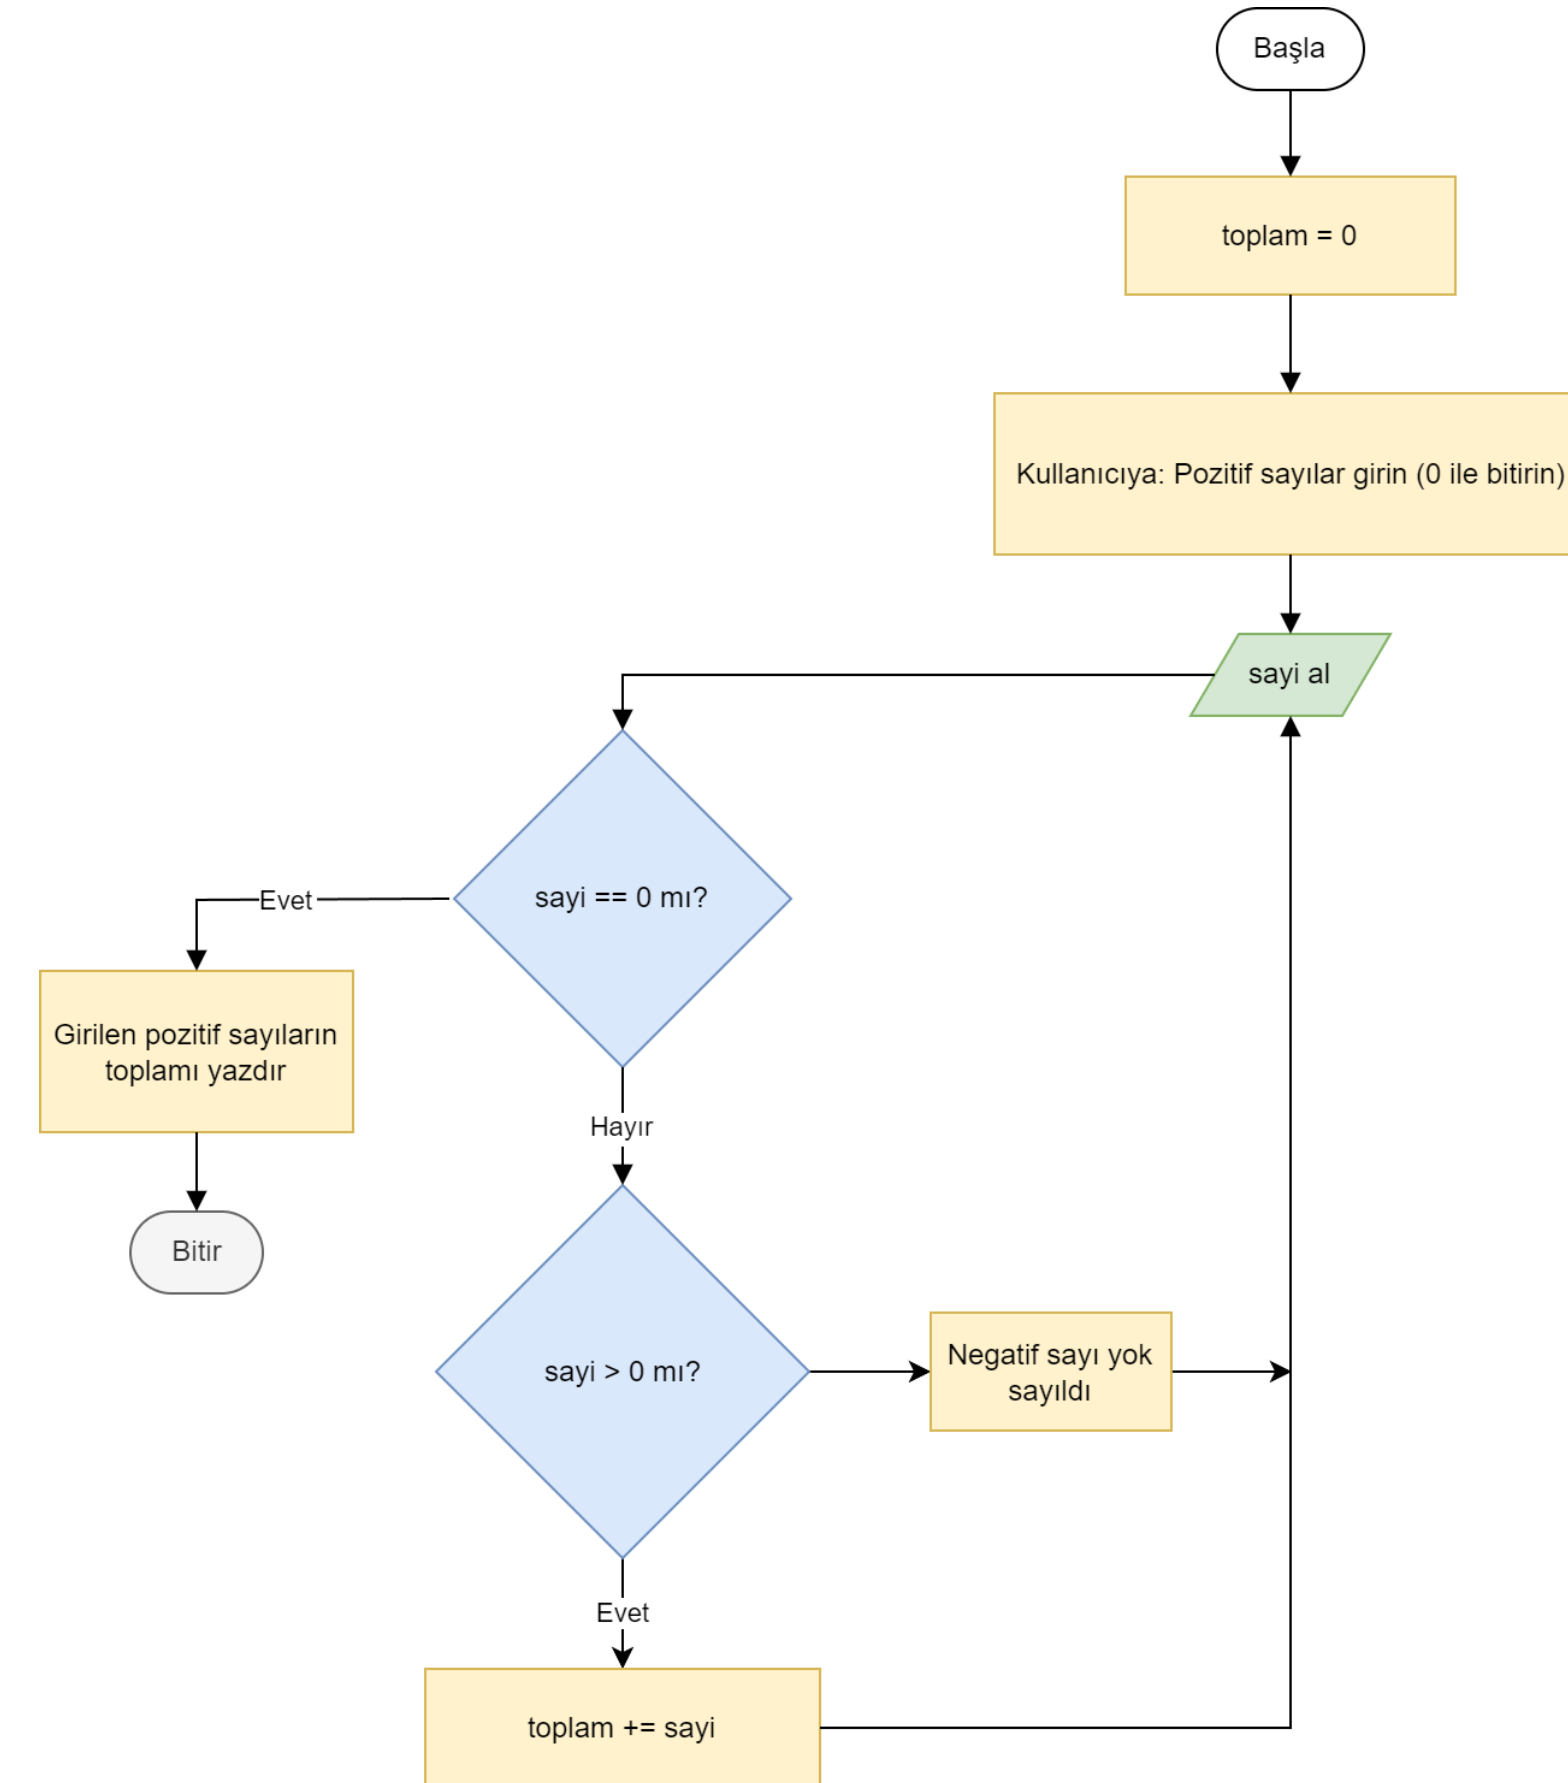 Başla
toplam = 0
Kullanıcıya: Pozitif sayılar girin (0 ile bitirin)
sayi al
sayi == 0 mı?
Evet
Girilen pozitif sayıların
toplamı yazdır
Bitir
Hayır
sayi > 0 mı?
Negatif sayı yok
sayıldı
Evet
toplam += sayi